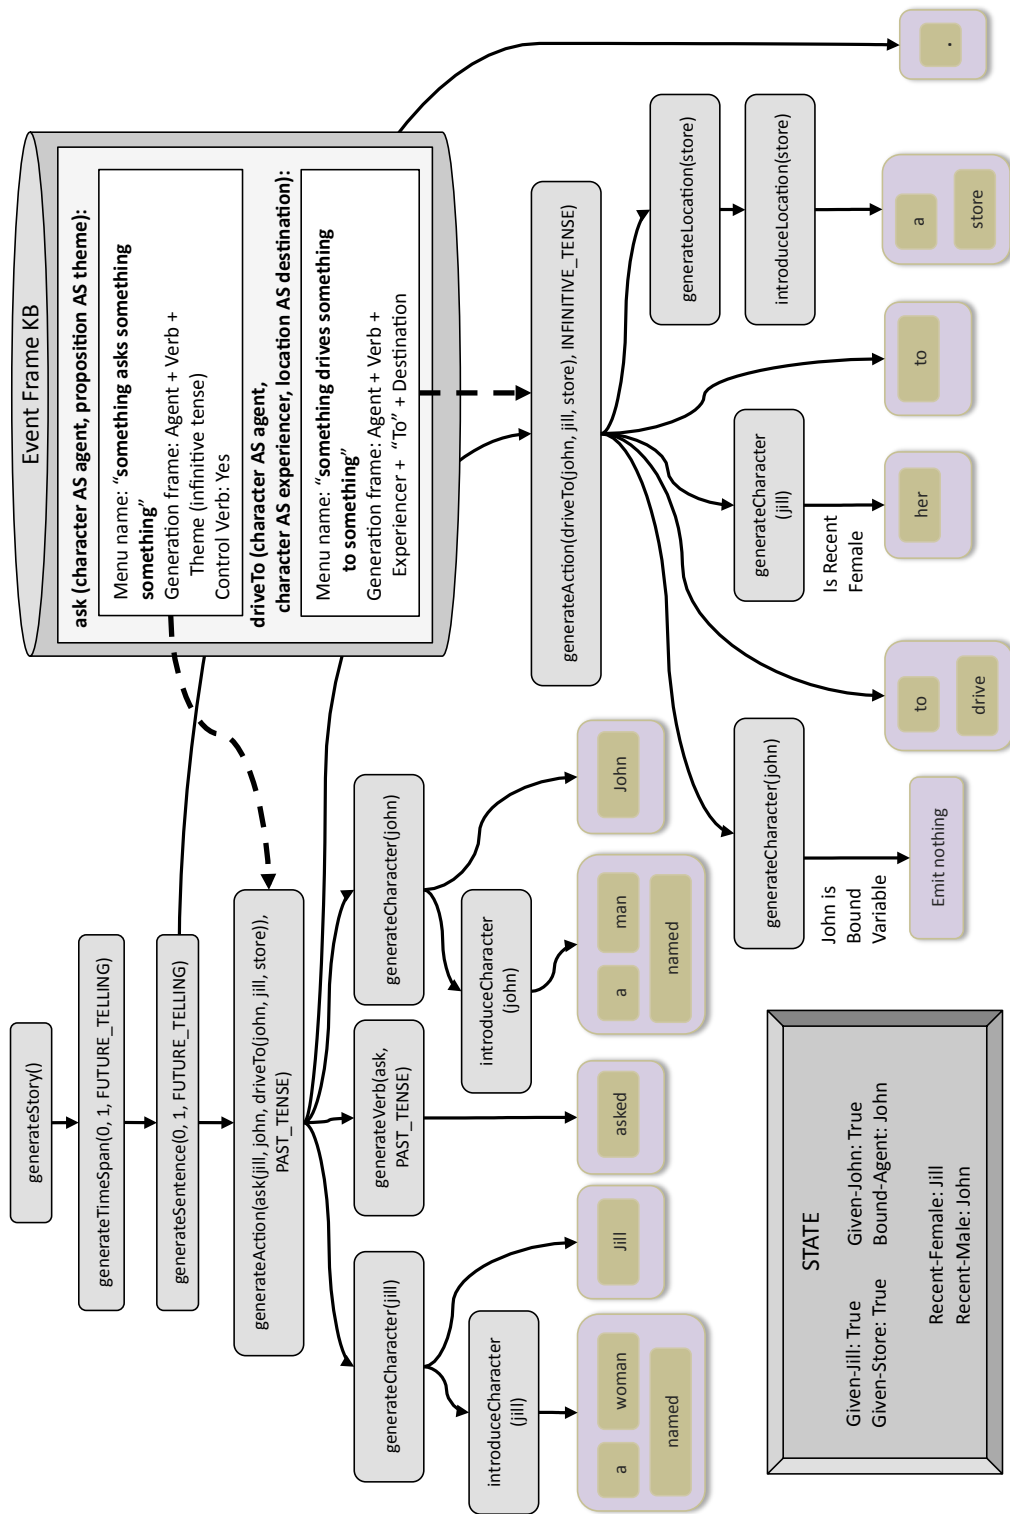 generateStory()
generateTimeSpan(0, 1, FUTURE_TELLING)
generateSentence(0, 1, FUTURE_TELLING)
generateAction(ask(jill, john, driveTo(john, jill, store)),
PAST_TENSE)
Event Frame KB
ask (character AS agent, proposition AS theme):
Menu name: “something asks something
something”
Generation frame: Agent + Verb +
Theme (infinitive tense)
Control Verb: Yes
driveTo (character AS agent,
character AS experiencer, location AS destination):
Menu name: “something drives something
to something”
Generation frame: Agent + Verb +
Experiencer + “To” + Destination
generateCharacter(jill)
generateVerb(ask,
PAST_TENSE)
generateCharacter(john)
introduceCharacter
(jill)
introduceCharacter
(john)
a
woman
named
Jill
asked
a
man
named
John
generateAction(driveTo(john, jill, store), INFINITIVE_TENSE)
generateCharacter(john)
generateCharacter
(jill)
generateLocation(store)
introduceLocation(store)
John is
Bound
Variable
Is Recent
Female
Emit nothing
to
drive
her
to
a
store
.
STATE
Given-Jill: True
Given-John: True
Given-Store: True
Bound-Agent: John
Recent-Female: Jill
Recent-Male: John